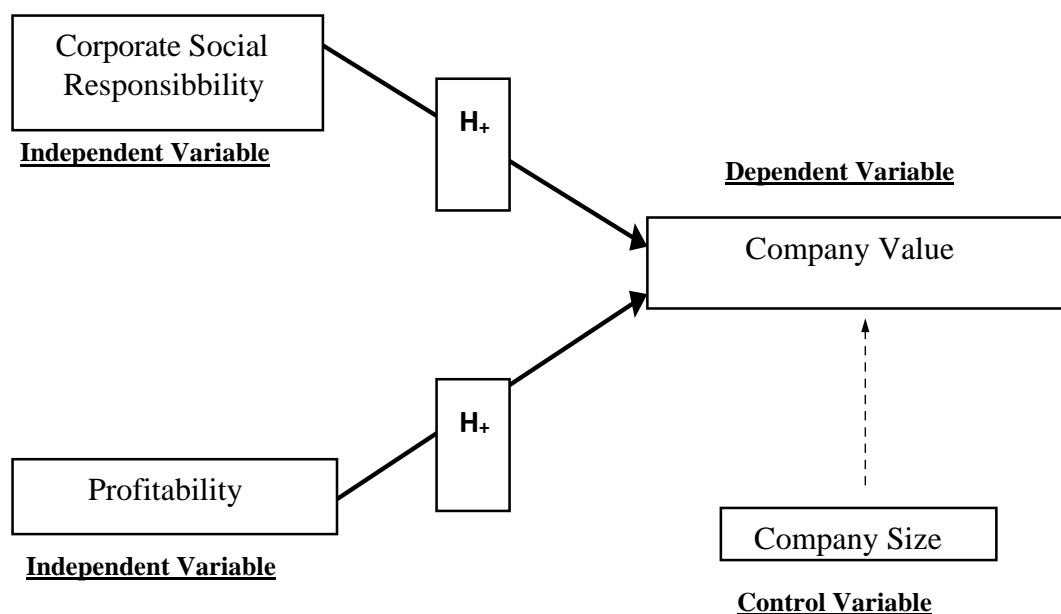 Corporate Social
Responsibbility
Independent Variable
H+
Dependent Variable
Company Value
H+
Profitability
Independent Variable
Company Size
Control Variable